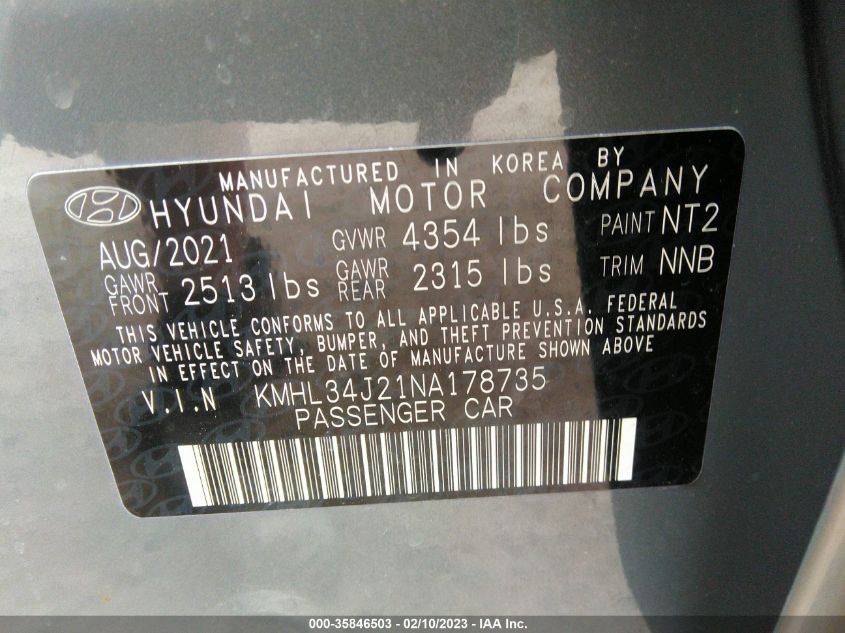 MANUFACTURED IN KOREA BY
HYUNDAI MOTOR COMPANY
AUG/2021 GVWR 4354 lbs PAINT NT2
GAWR FRONT 2513 lbs GAWR REAR 2315 lbs TRIM NNB
THIS VEHICLE CONFORMS TO ALL APPLICABLE U.S.A. FEDERAL
MOTOR VEHICLE SAFETY, BUMPER, AND THEFT PREVENTION STANDARDS
IN EFFECT ON THE DATE OF MANUFACTURE SHOWN ABOVE
V.I.N KMHL34J21NA178735
PASSENGER CAR
000-35846503 - 02/10/2023 - IAA Inc.